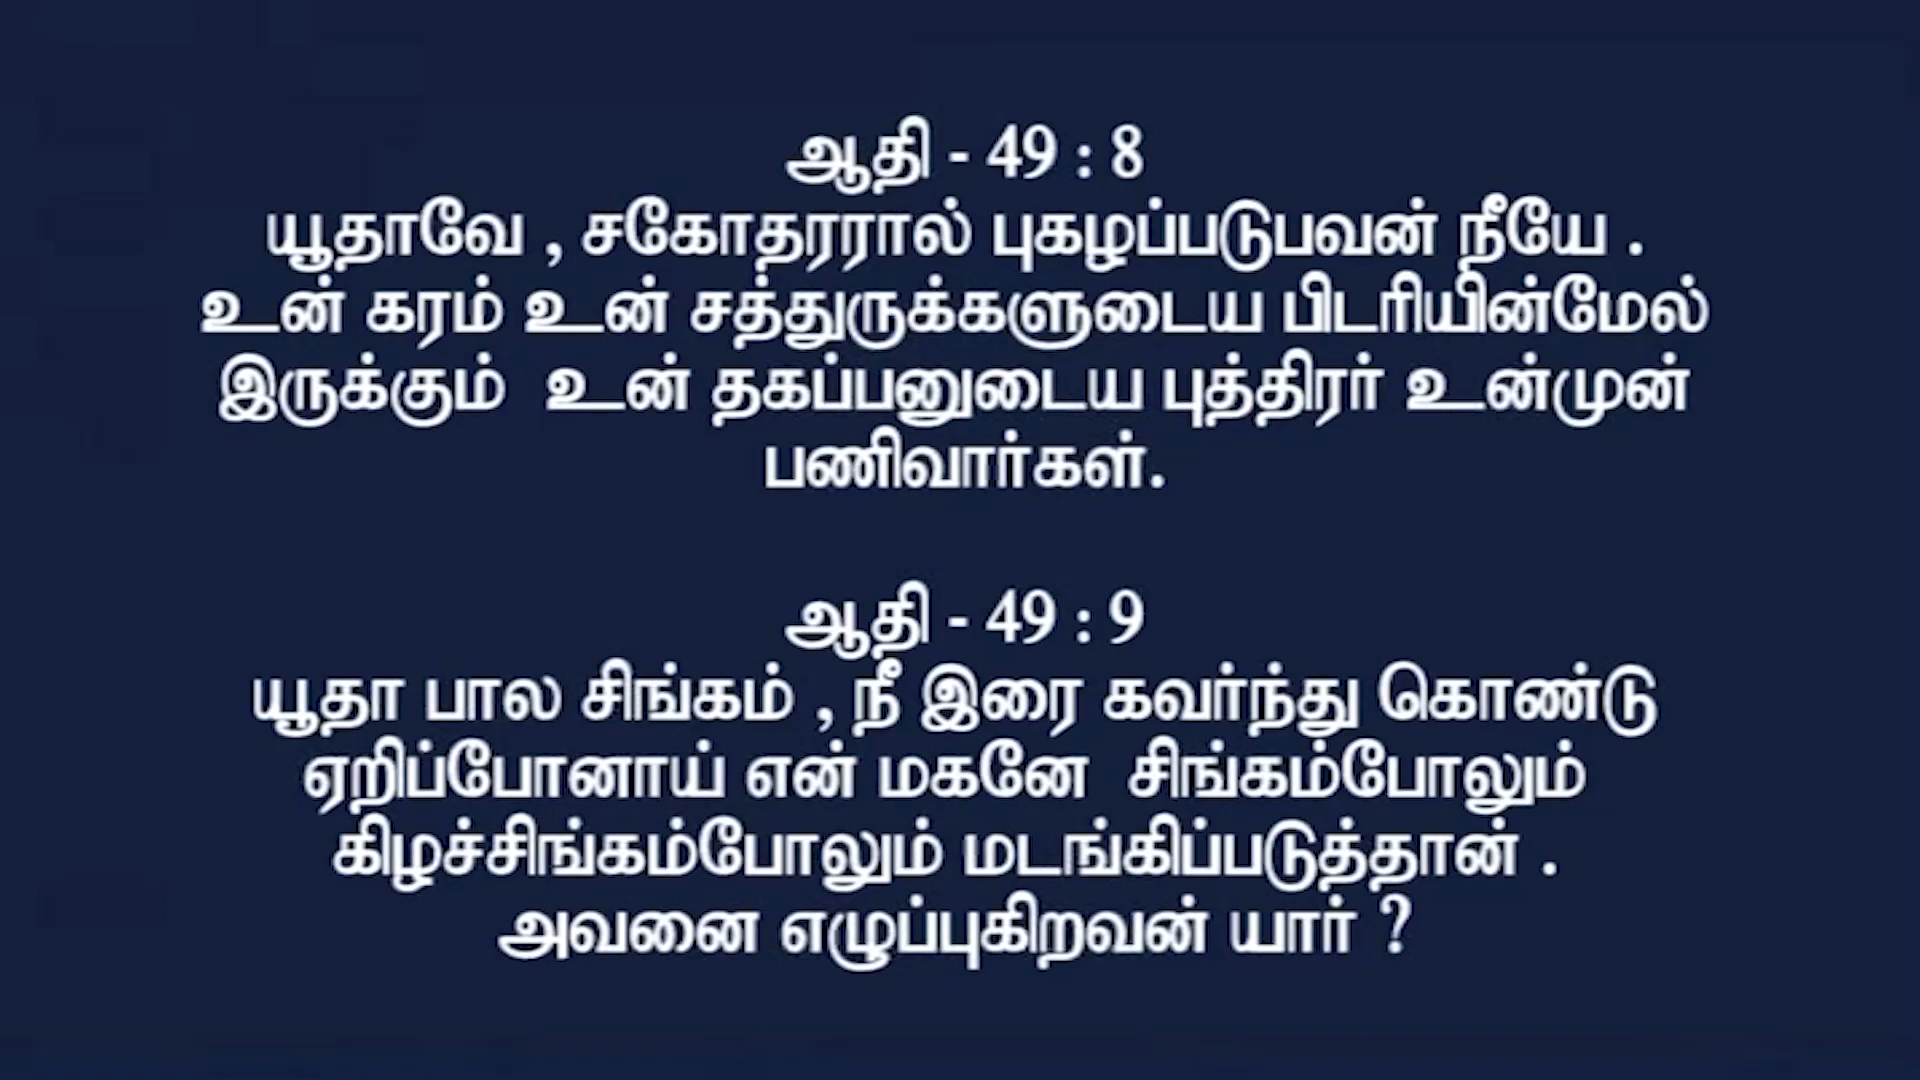 ஆதி - 49 : 8
யூதாவே , சகோதரரால் புகழப்படுபவன் நீயே .
உன் கரம் உன் சத்துருக்களுடைய பிடரியின்மேல்
இருக்கும் உன் தகப்பனுடைய புத்திரர் உன்முன்
பணிவார்கள்.
ஆதி - 49 : 9
யூதா பால சிங்கம் , நீ இரை கவர்ந்து கொண்டு
ஏறிப்போனாய் என் மகனே சிங்கம்போலும்
கிழச்சிங்கம்போலும் மடங்கிப்படுத்தான் .
அவனை எழுப்புகிறவன் யார் ?